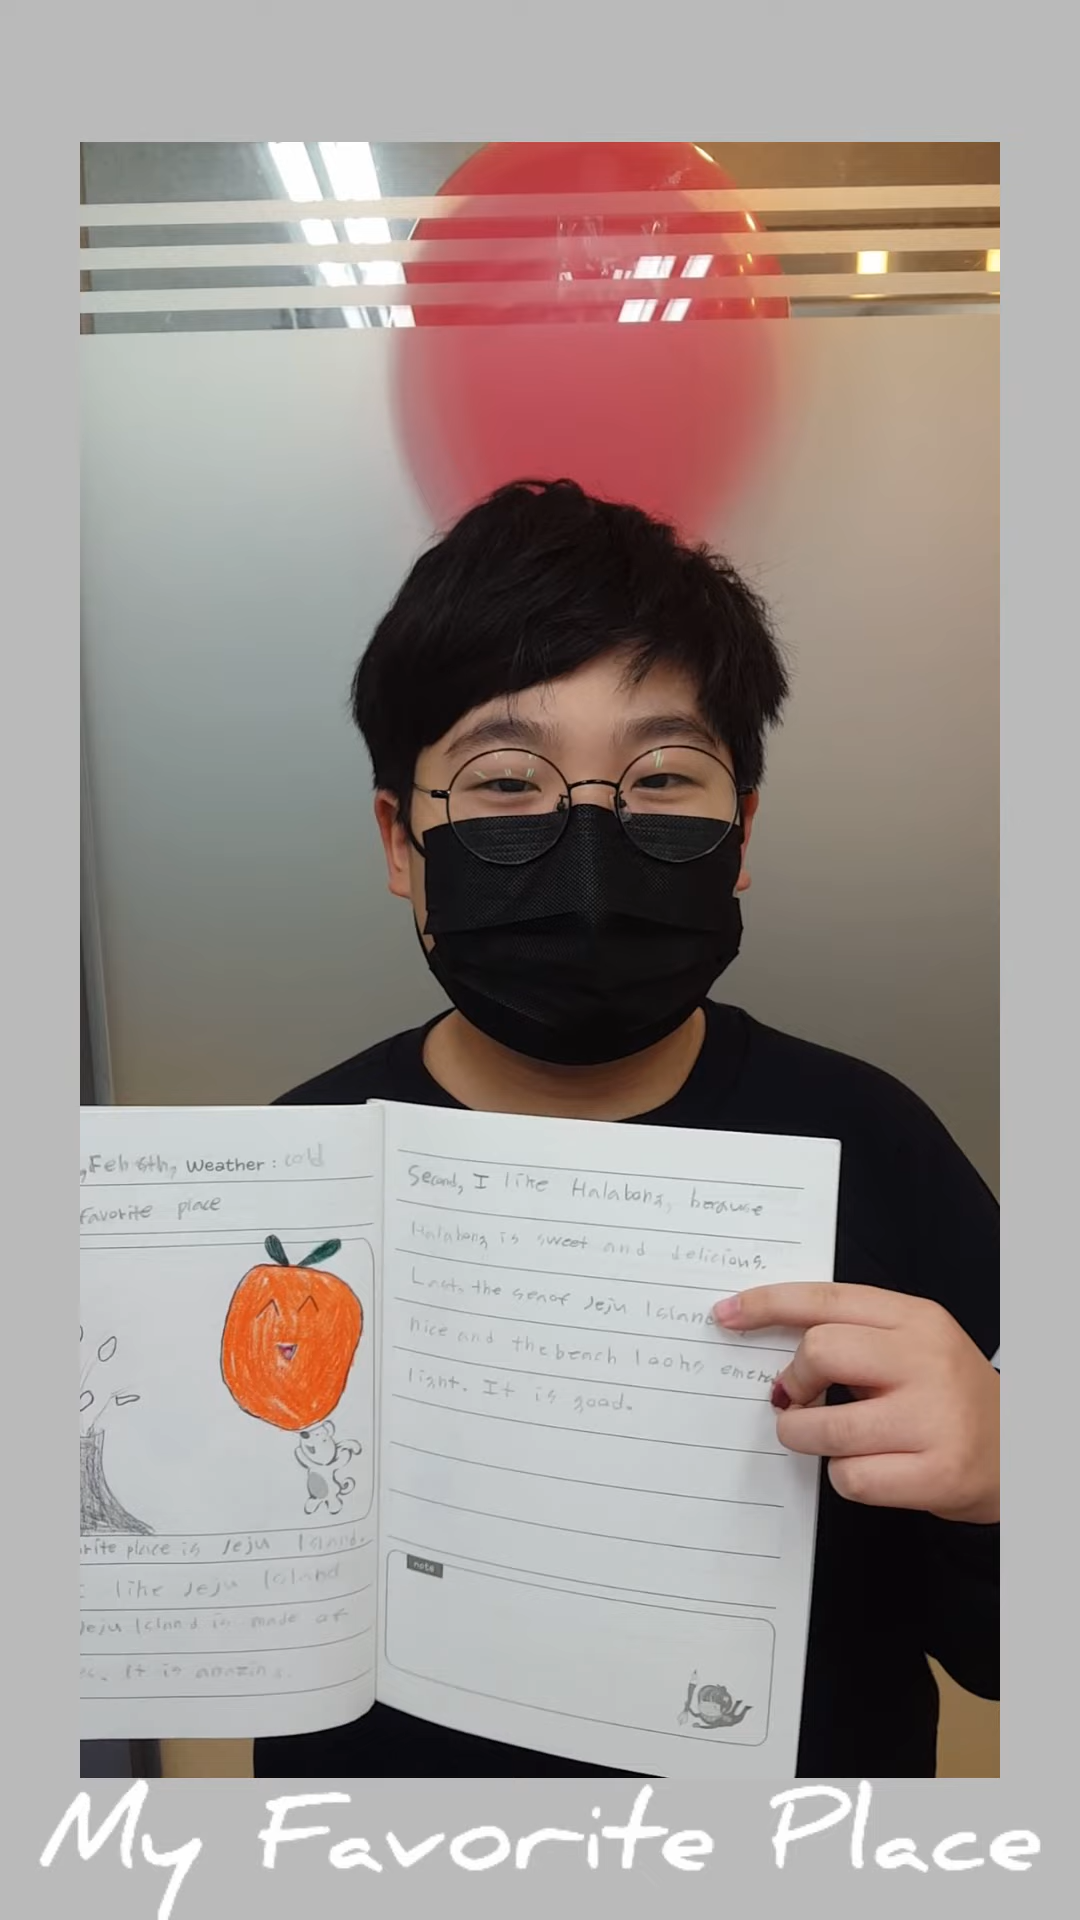 , Feb 6th, Weather : cold
Favorite place
rite place is Jeju Island.
I like Jeju Island
Jeju Island is made of
It is amazing.
Second, I like Halabong, because
Halabong is sweet and delicious.
Last, the sea of Jeju Island
nice and the beach looks emera
light. It is good.
note
My Favorite Place